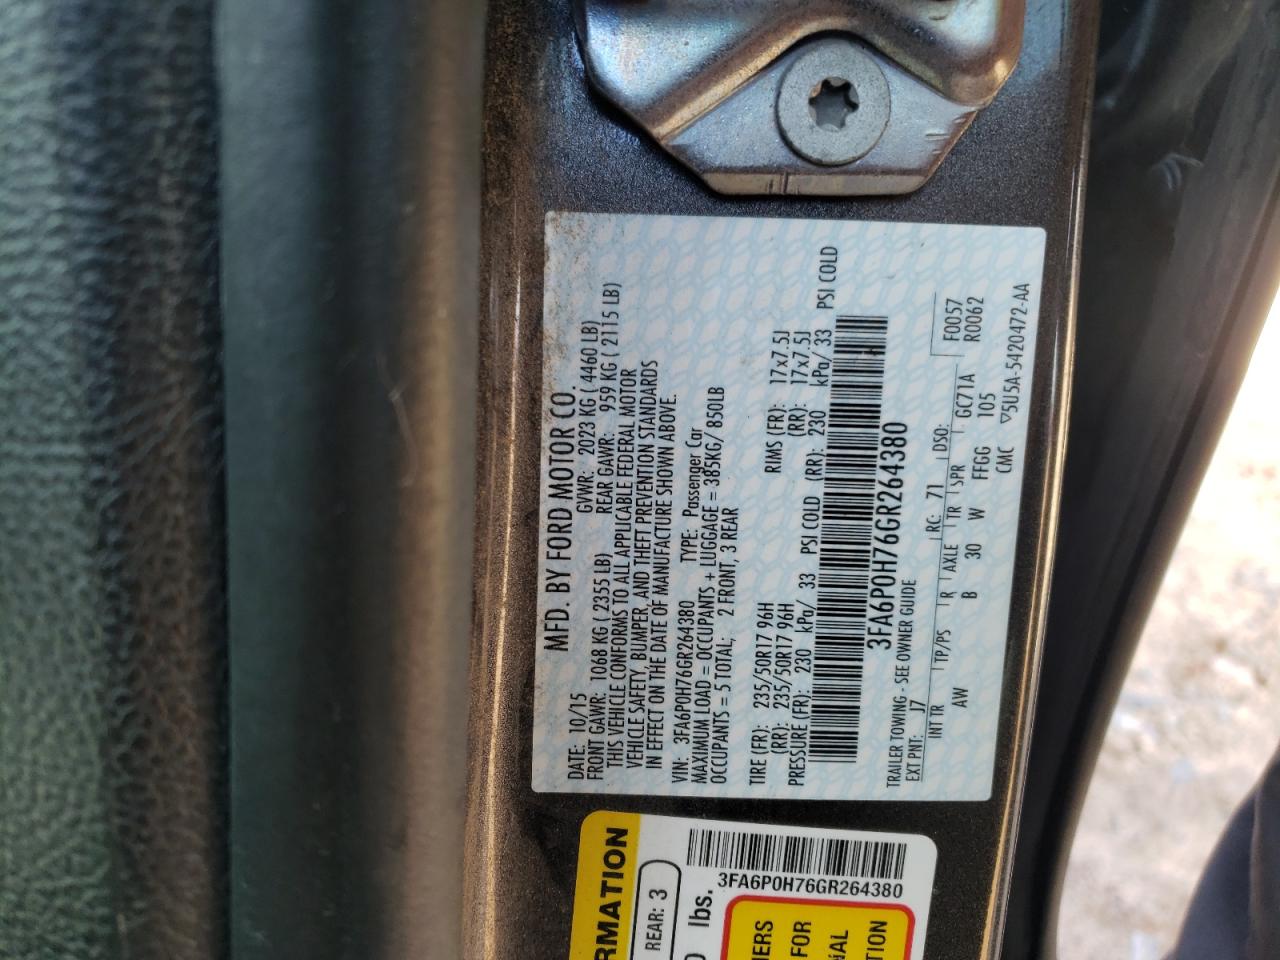 MFD. BY FORD MOTOR CO.
DATE: 10/15 GVWR: 2023 KG ( 4460 LB)
FRONT GAWR: 1068 KG ( 2355 LB) REAR GAWR: 959 KG ( 2115 LB)
THIS VEHICLE CONFORMS TO ALL APPLICABLE FEDERAL MOTOR
VEHICLE SAFETY, BUMPER, AND THEFT PREVENTION STANDARDS
IN EFFECT ON THE DATE OF MANUFACTURE SHOWN ABOVE.
VIN: 3FA6P0H76GR264380 TYPE: Passenger Car
MAXIMUM LOAD = OCCUPANTS + LUGGAGE = 385KG/ 850LB
OCCUPANTS = 5 TOTAL; 2 FRONT, 3 REAR
TIRE (FR): 235/50R17 96H RIMS (FR): 17x7.5J
(RR): 235/50R17 96H (RR): 17x7.5J
PRESSURE (FR): 230 kPa/ 33 PSI COLD (RR): 230 kPa/ 33 PSI COLD
3FA6P0H76GR264380
TRAILER TOWING - SEE OWNER GUIDE
EXT PNT: J7 RC: 71 DSO: F0057
INT TR TP/PS R AXLE TR SPR GC71A R0062
AW B 30 W FFGG 105
CMC ▽5U5A-5420472-AA
RMATION
REAR: 3
lbs.
3FA6P0H76GR264380
FOR
TION